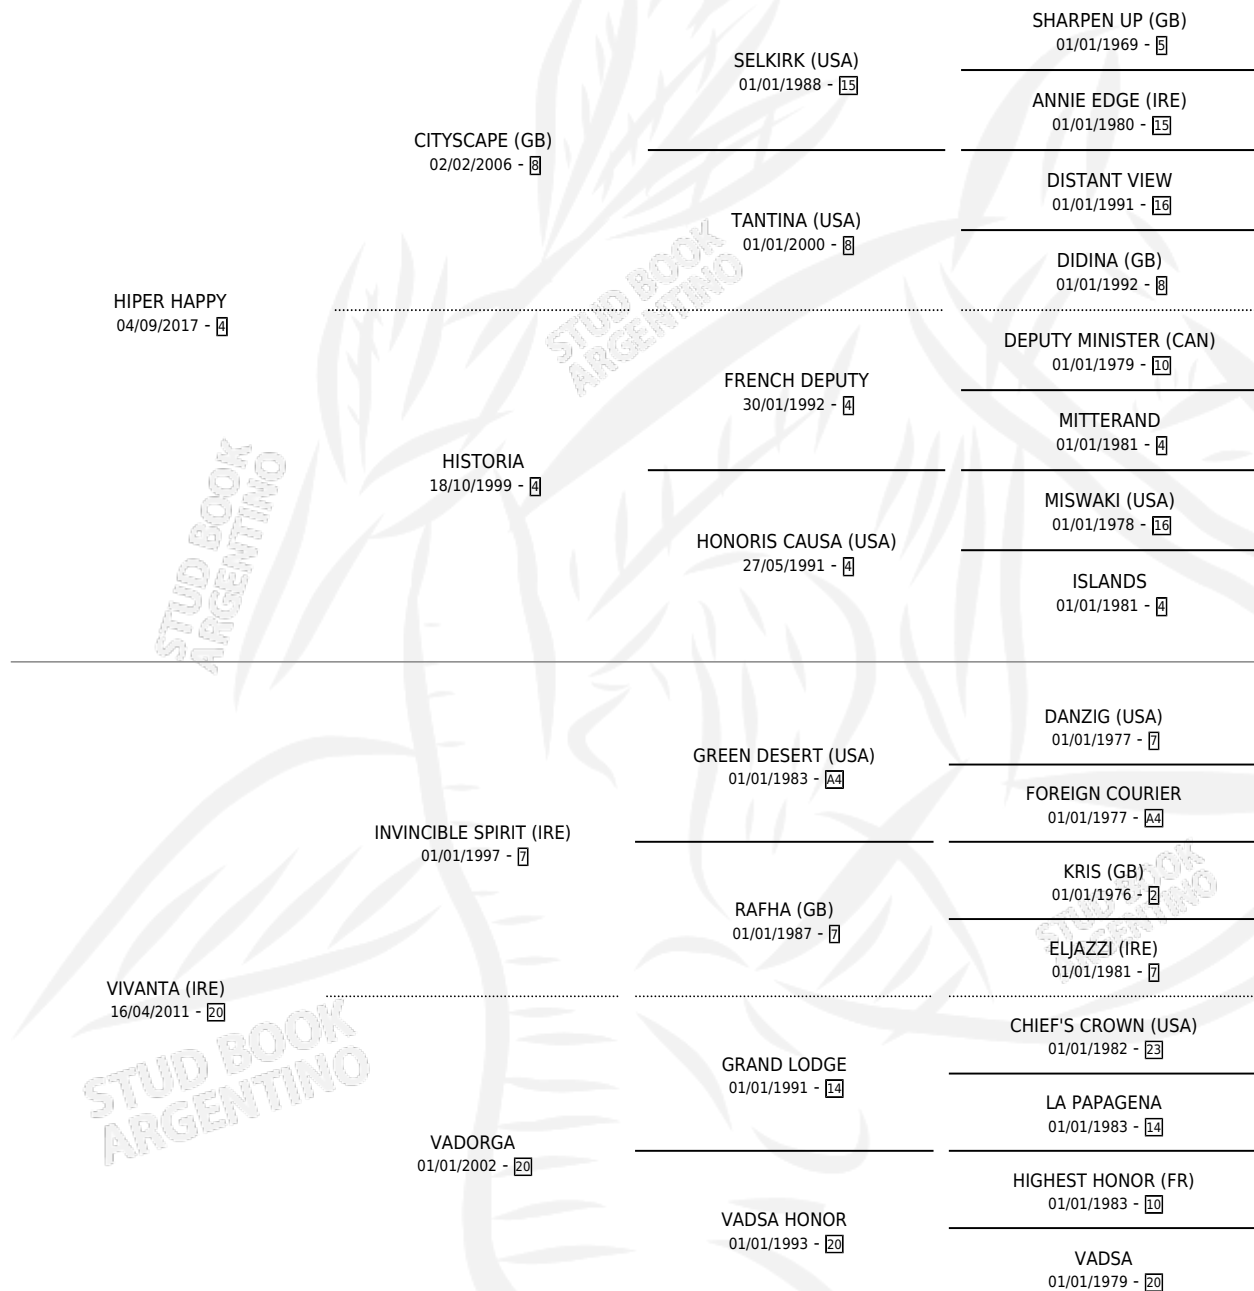 SHARPEN UP (GB)
01/01/1969 - 5
SELKIRK (USA)
01/01/1988 - 15
ANNIE EDGE (IRE)
01/01/1980 - 15
CITYSCAPE (GB)
02/02/2006 - 8
DISTANT VIEW
01/01/1991 - 16
TANTINA (USA)
01/01/2000 - 8
DIDINA (GB)
01/01/1992 - 8
HIPER HAPPY
04/09/2017 - 4
DEPUTY MINISTER (CAN)
01/01/1979 - 10
FRENCH DEPUTY
30/01/1992 - 4
MITTERAND
01/01/1981 - 4
HISTORIA
18/10/1999 - 4
MISWAKI (USA)
01/01/1978 - 16
HONORIS CAUSA (USA)
27/05/1991 - 4
ISLANDS
01/01/1981 - 4
STUD BOOK
ARGENTINO
STUD BOOK
ARGENTINO
DANZIG (USA)
01/01/1977 - 7
GREEN DESERT (USA)
01/01/1983 - A4
FOREIGN COURIER
01/01/1977 - A4
INVINCIBLE SPIRIT (IRE)
01/01/1997 - 7
KRIS (GB)
01/01/1976 - 2
RAFHA (GB)
01/01/1987 - 7
ELJAZZI (IRE)
01/01/1981 - 7
STUD BOOK
ARGENTINO
VIVANTA (IRE)
16/04/2011 - 20
CHIEF'S CROWN (USA)
01/01/1982 - 23
GRAND LODGE
01/01/1991 - 14
LA PAPAGENA
01/01/1983 - 14
STUD BOOK
ARGENTINO
VADORGA
01/01/2002 - 20
HIGHEST HONOR (FR)
01/01/1983 - 10
VADSA HONOR
01/01/1993 - 20
VADSA
01/01/1979 - 20